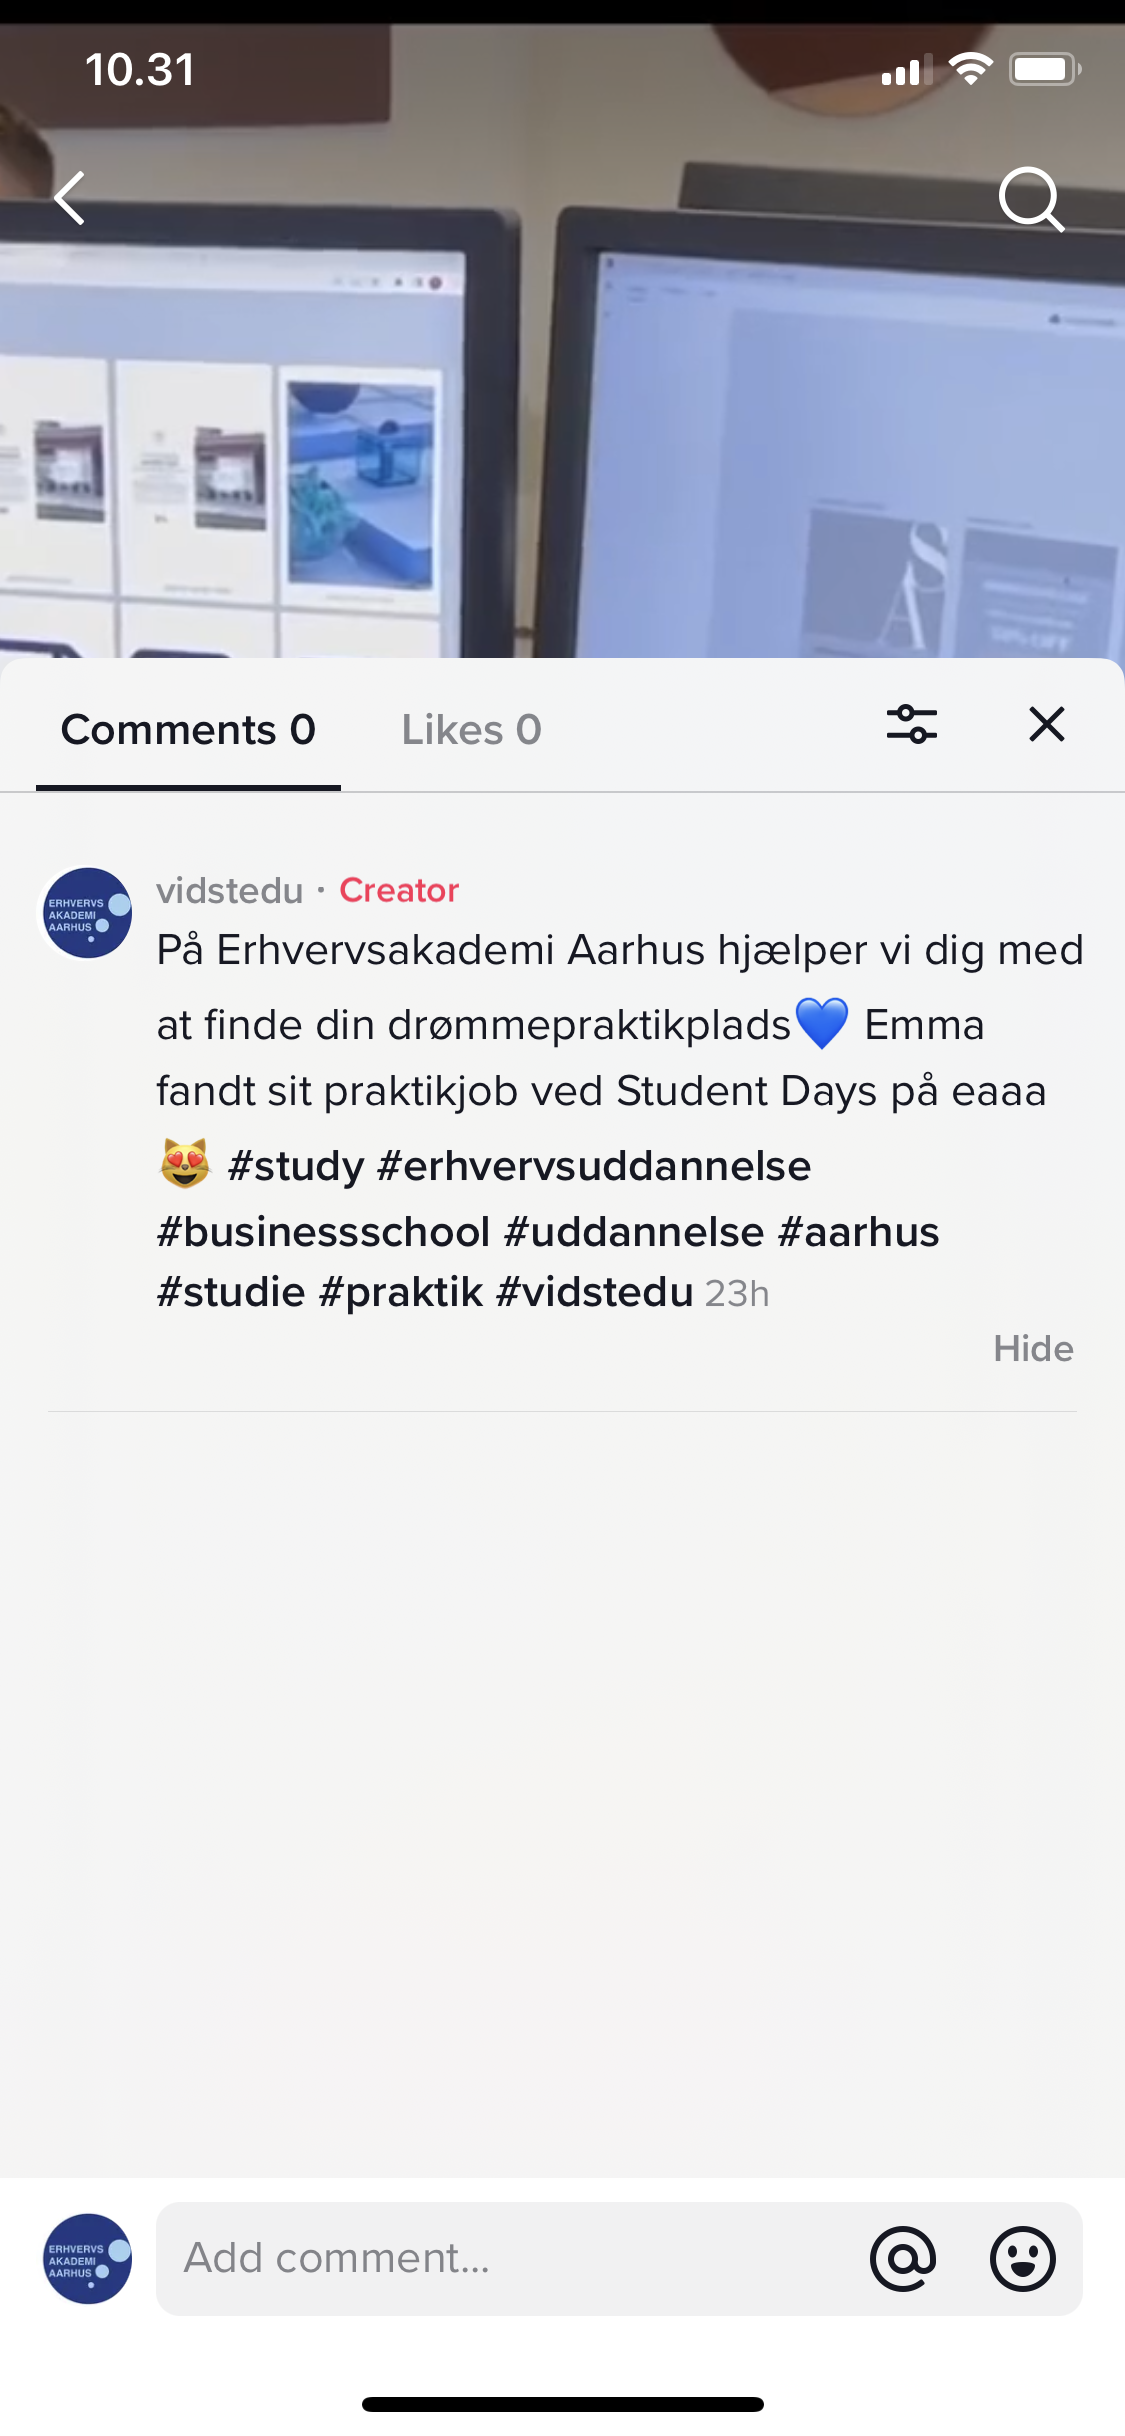 10.31
Comments 0
Likes 0
ERHVERVS
AKADEMI
AARHUS
vidstedu · Creator
På Erhvervsakademi Aarhus hjælper vi dig med
at finde din drømmepraktikplads💙 Emma
fandt sit praktikjob ved Student Days på eaaa
😻 #study #erhvervsuddannelse
#businessschool #uddannelse #aarhus
#studie #praktik #vidstedu 23h
Hide
ERHVERVS
AKADEMI
AARHUS
Add comment...